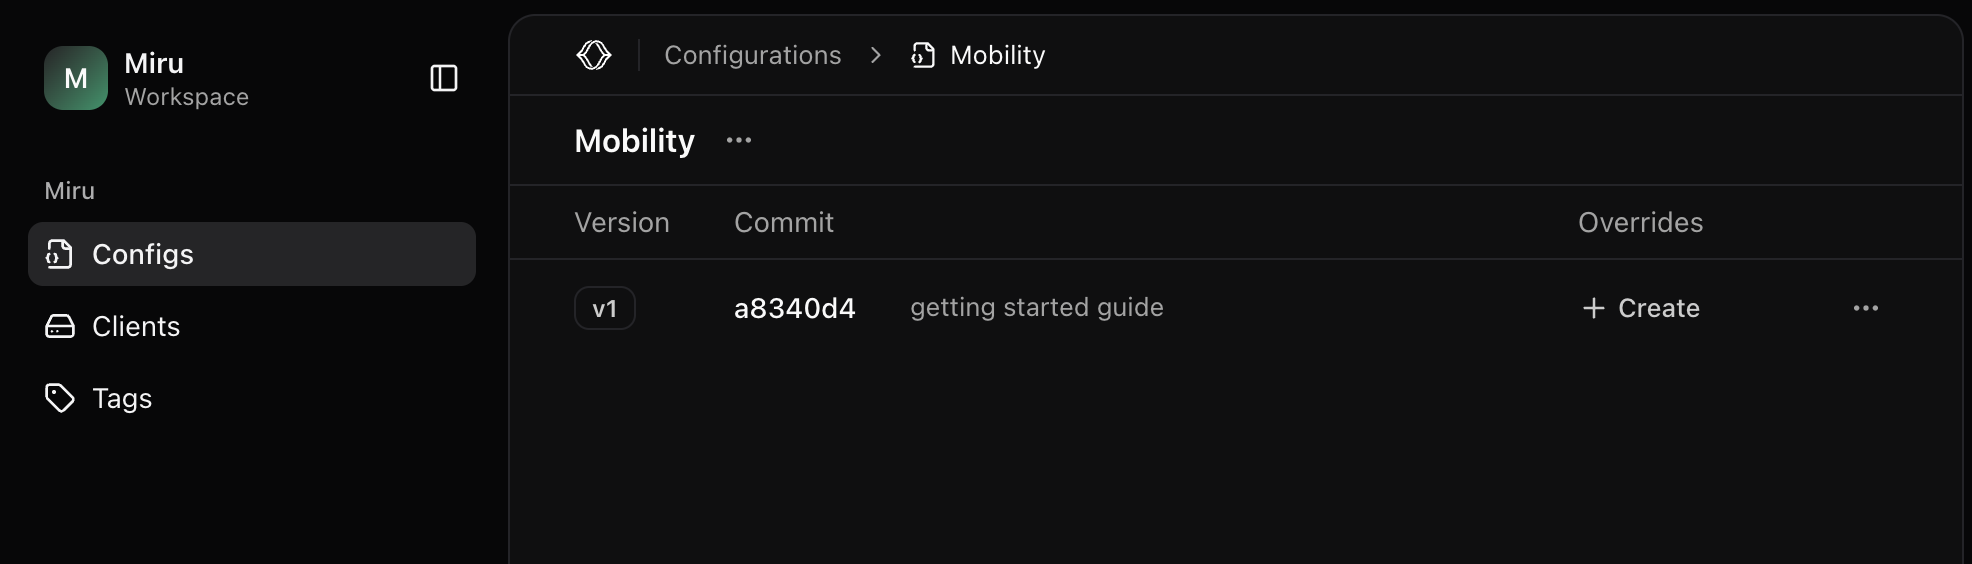 M
Miru
Workspace
Miru
Configs
Clients
Tags
Configurations > Mobility
Mobility ...
Version Commit Overrides
v1 a8340d4 getting started guide + Create ...